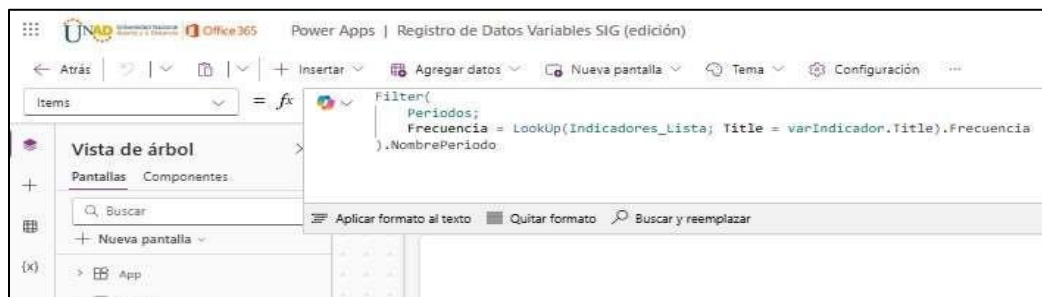 UNAD Office 365 Power Apps | Registro de Datos Variables SIG (edición)
Atrás Insertar Agregar datos Nueva pantalla Tema Configuración ...
Items = fx Filter(
Periodos;
Frecuencia = LookUp(Indicadores_Lista; Title = varIndicador.Title).Frecuencia
).NombrePeriodo
Vista de árbol
Pantallas Componentes
Buscar
Aplicar formato al texto Quitar formato Buscar y reemplazar
+ Nueva pantalla
{x}
App